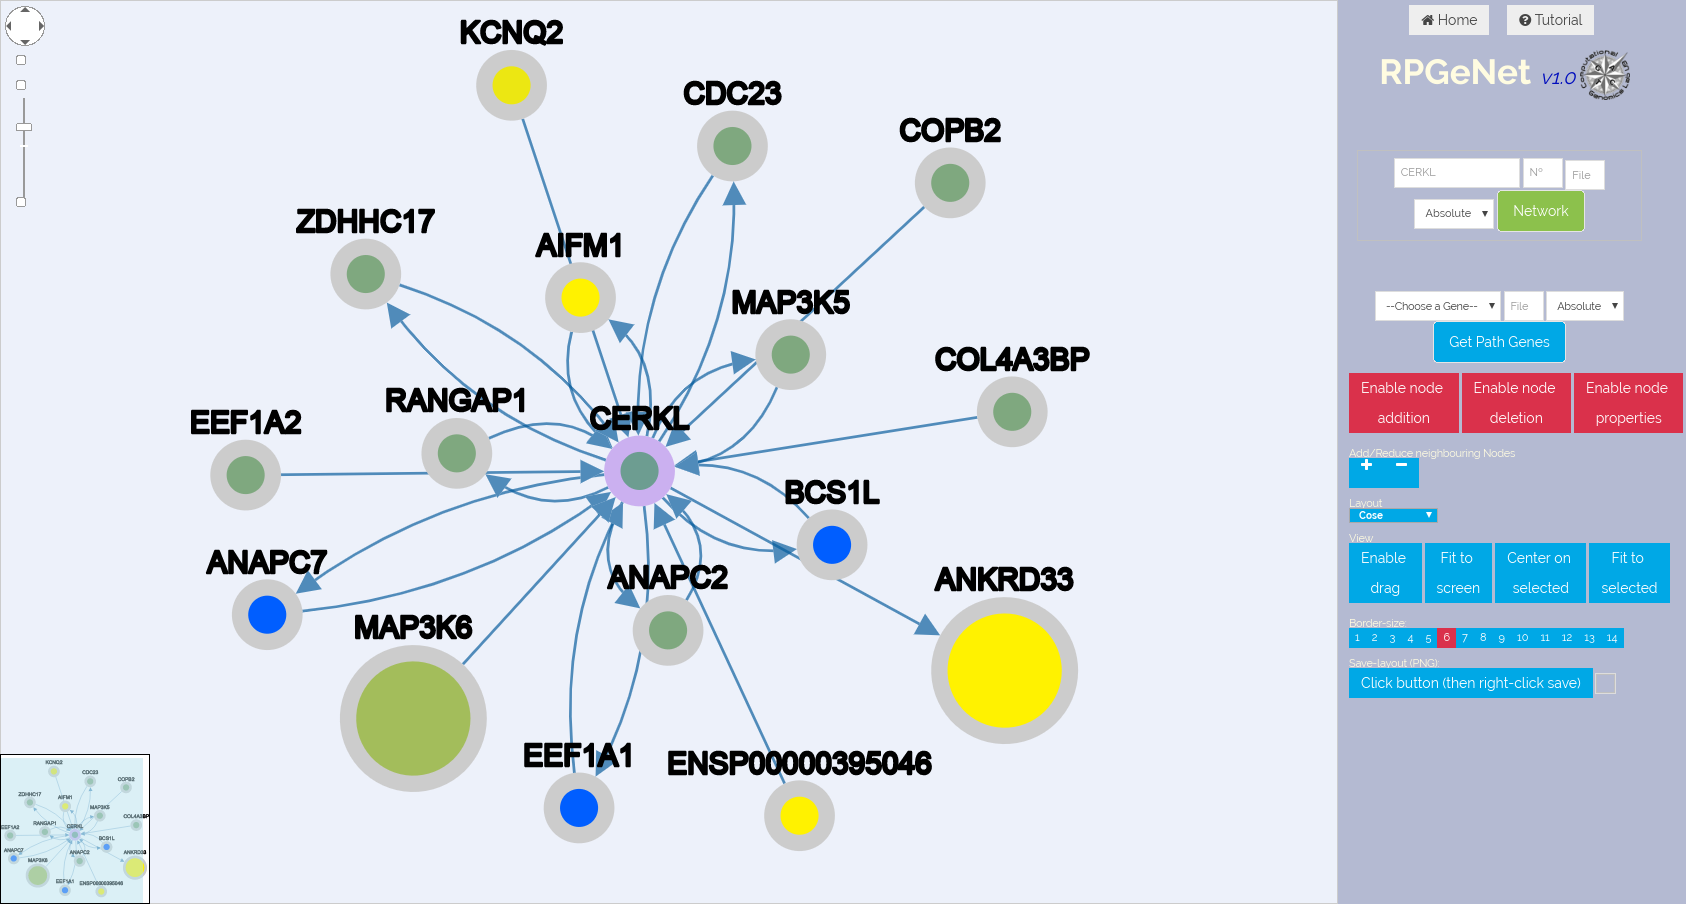 KCNQ2
CDC23
COPB2
ZDHHC17
AIFM1
MAP3K5
COL4A3BP
RANGAP1
CERKL
EEF1A2
BCS1L
ANAPC7
ANAPC2
ANKRD33
MAP3K6
EEF1A1
ENSP00000395046
KCNQ2
CDC23
COPB2
ZDHHC17
AIFM1
MAP3K5
COL4A3BP
RANGAP1
CERKL
EEF1A2
BCS1L
ANAPC7
ANAPC2
ANKRD33
MAP3K6
EEF1A1
ENSP00000395046
Home Tutorial
RPGeNet v1.0
Computational Genomics Lab
CERKL Nº File
Absolute ▼ Network
--Choose a Gene-- ▼ File Absolute ▼
Get Path Genes
Enable node addition
Enable node deletion
Enable node properties
Add/Reduce neighbouring Nodes
+ −
Layout
Cose ▼
View
Enable drag
Fit to screen
Center on selected
Fit to selected
Border-size:
1 2 3 4 5 6 7 8 9 10 11 12 13 14
Save-layout (PNG):
Click button (then right-click save)